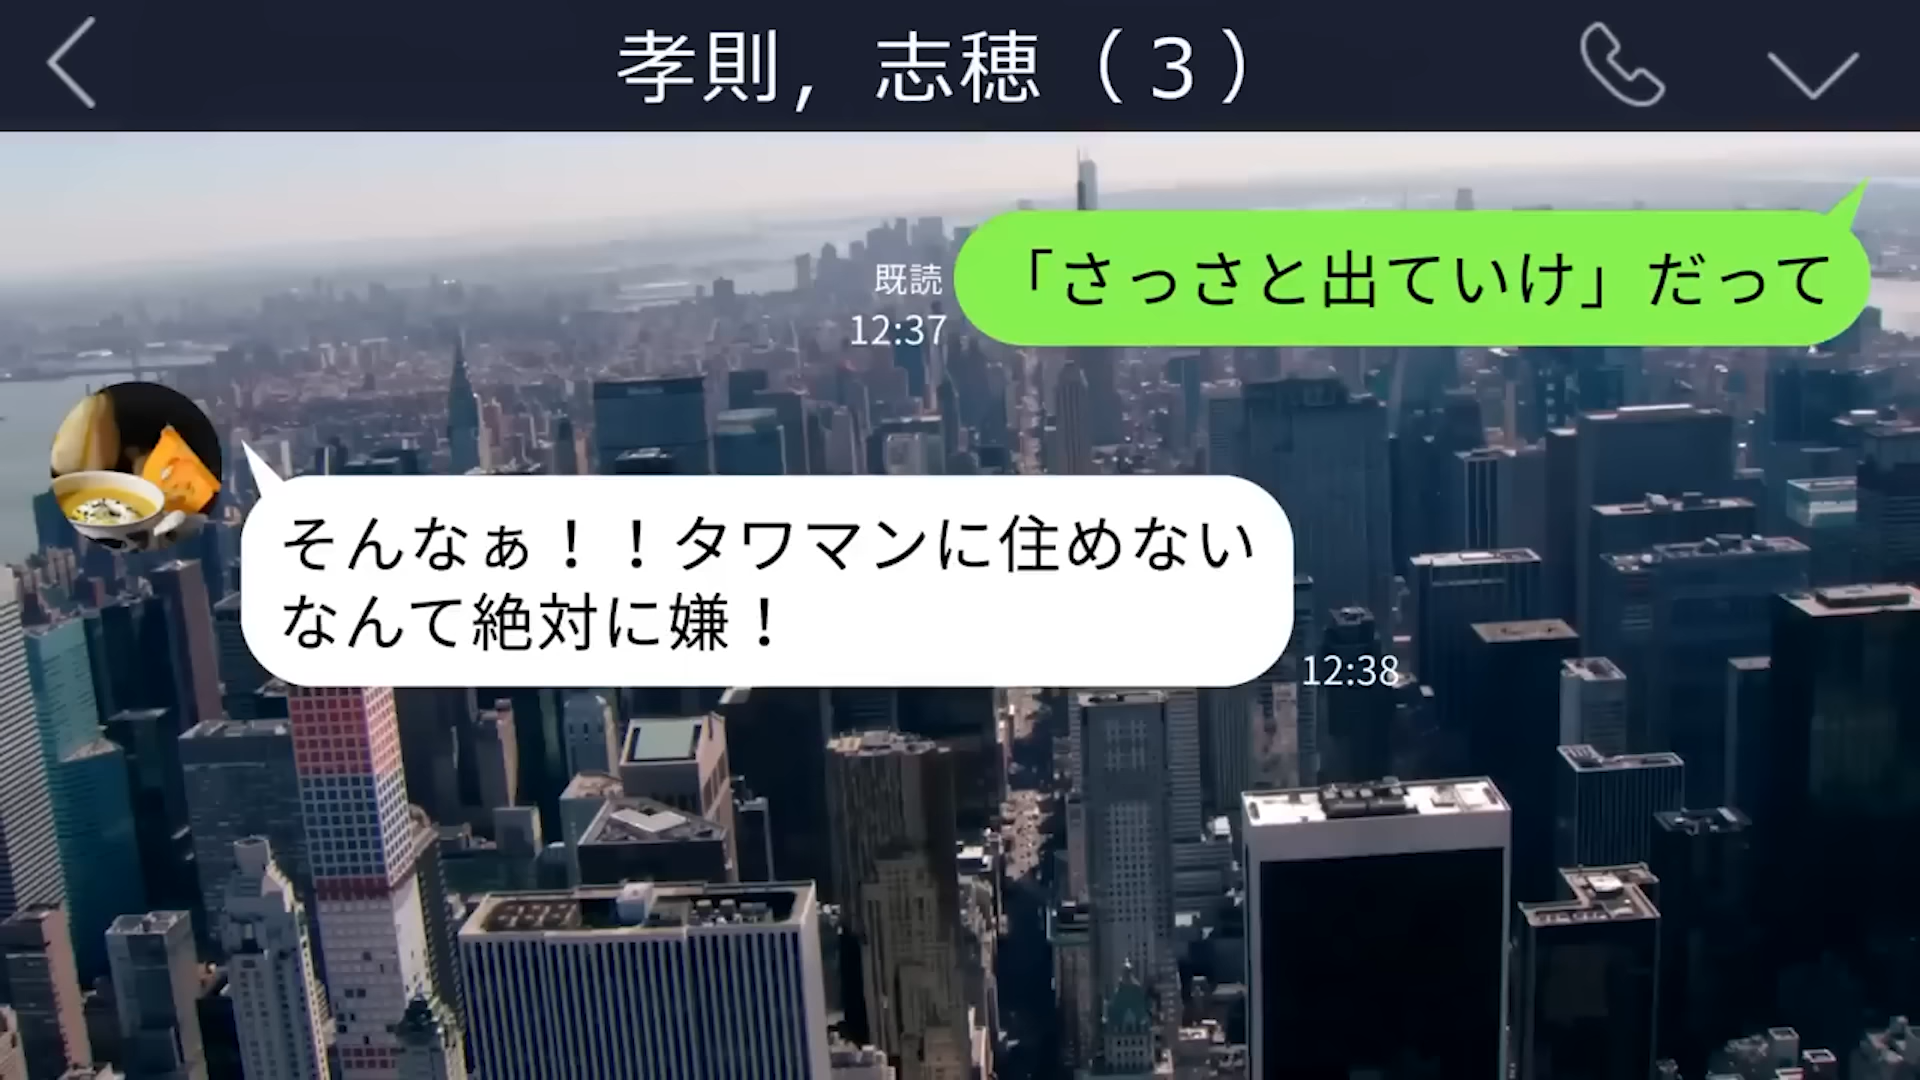 孝則，志穂（3）
「さっさと出ていけ」だって
既読
12:37
そんなぁ！！タワマンに住めない
なんて絶対に嫌！
12:38